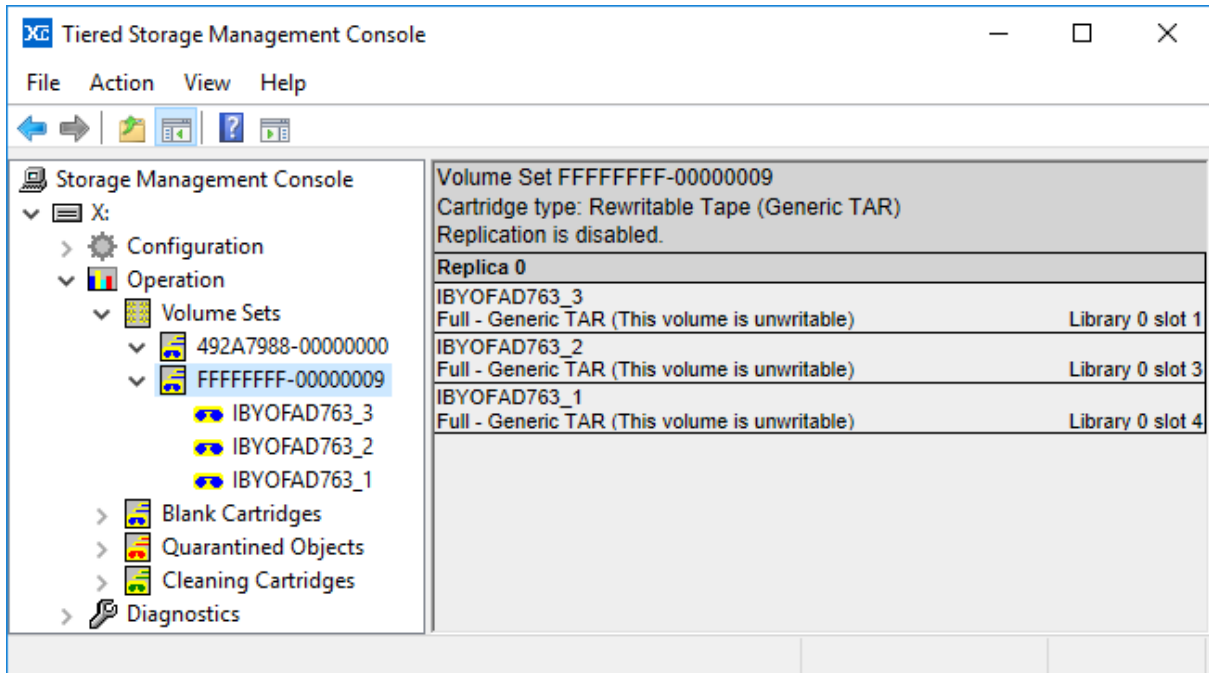 Tiered Storage Management Console
File Action View Help
Storage Management Console
X:
Configuration
Operation
Volume Sets
492A7988-00000000
FFFFFFFF-00000009
IBYOFAD763_3
IBYOFAD763_2
IBYOFAD763_1
Blank Cartridges
Quarantined Objects
Cleaning Cartridges
Diagnostics
Volume Set FFFFFFFF-00000009
Cartridge type: Rewritable Tape (Generic TAR)
Replication is disabled.
Replica 0
IBYOFAD763_3
Full - Generic TAR (This volume is unwritable) Library 0 slot 1
IBYOFAD763_2
Full - Generic TAR (This volume is unwritable) Library 0 slot 3
IBYOFAD763_1
Full - Generic TAR (This volume is unwritable) Library 0 slot 4